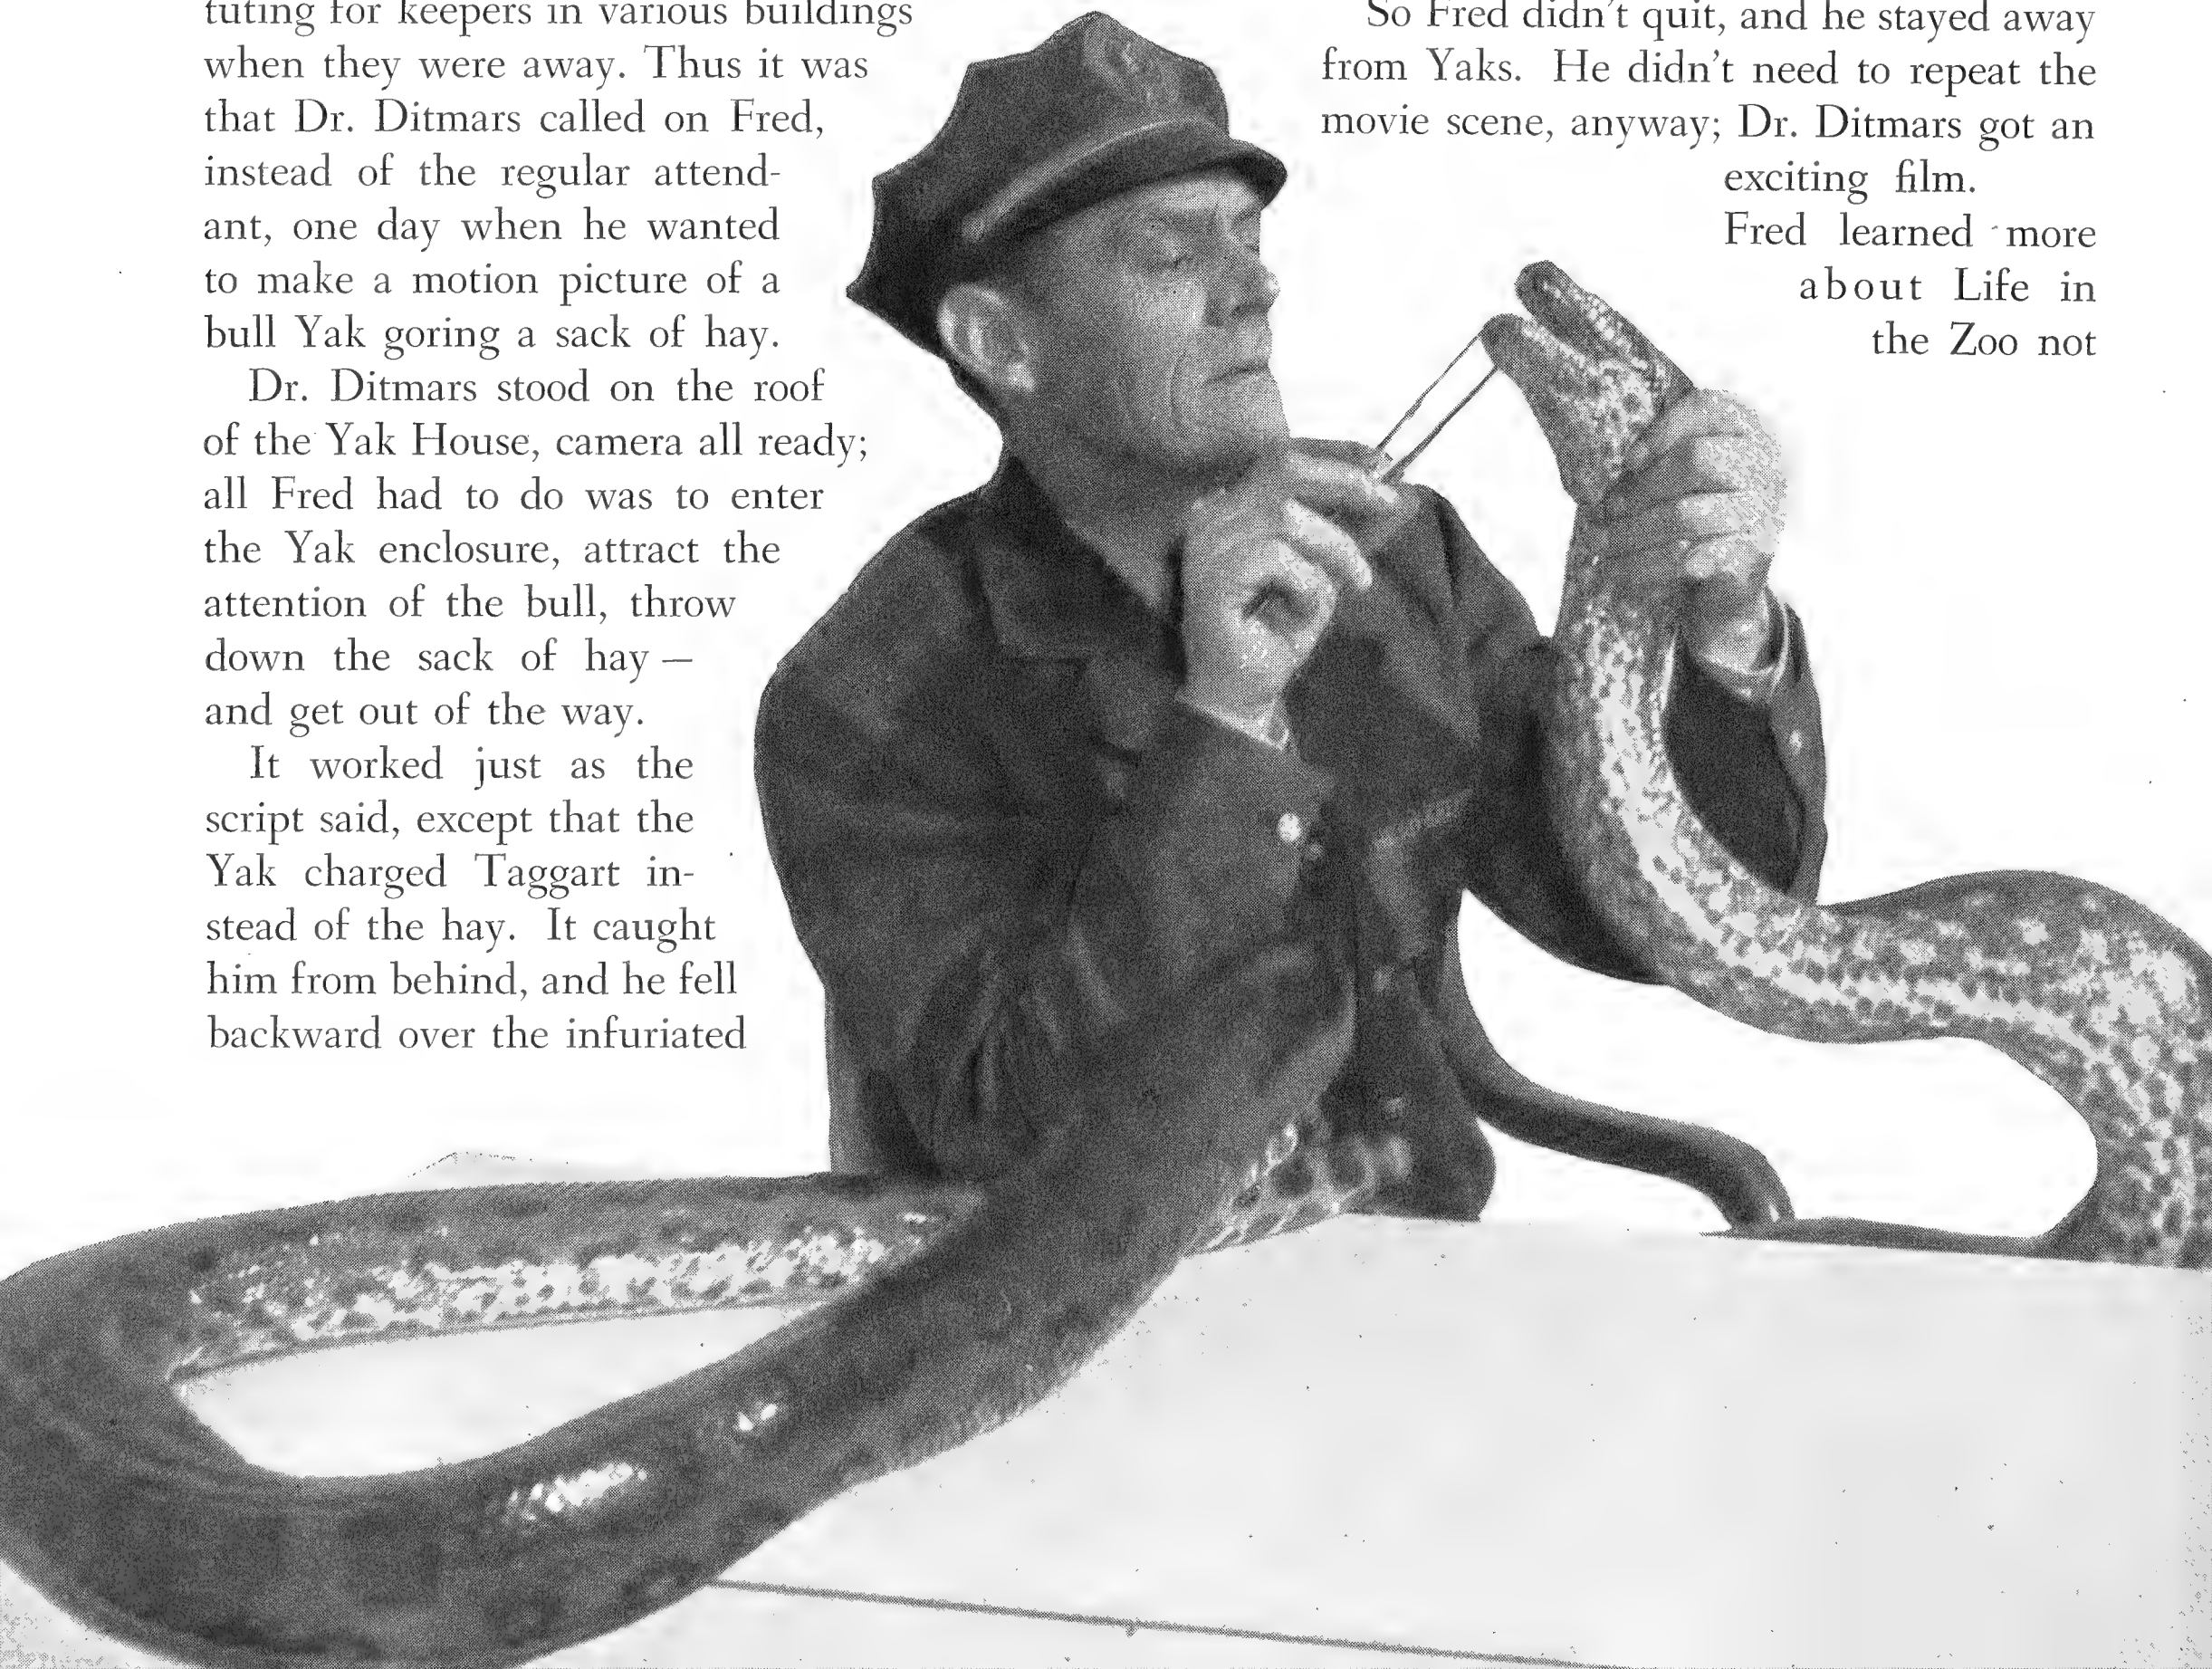 tuting for keepers in various buildings
when they were away. Thus it was
that Dr. Ditmars called on Fred,
instead of the regular attend-
ant, one day when he wanted
to make a motion picture of a
bull Yak goring a sack of hay.
Dr. Ditmars stood on the roof
of the Yak House, camera all ready;
all Fred had to do was to enter
the Yak enclosure, attract the
attention of the bull, throw
down the sack of hay —
and get out of the way.
It worked just as the
script said, except that the
Yak charged Taggart in-
stead of the hay. It caught
him from behind, and he fell
backward over the infuriated
So Fred didn't quit, and he stayed away
from Yaks. He didn't need to repeat the
movie scene, anyway; Dr. Ditmars got an
exciting film.
Fred learned more
about Life in
the Zoo not